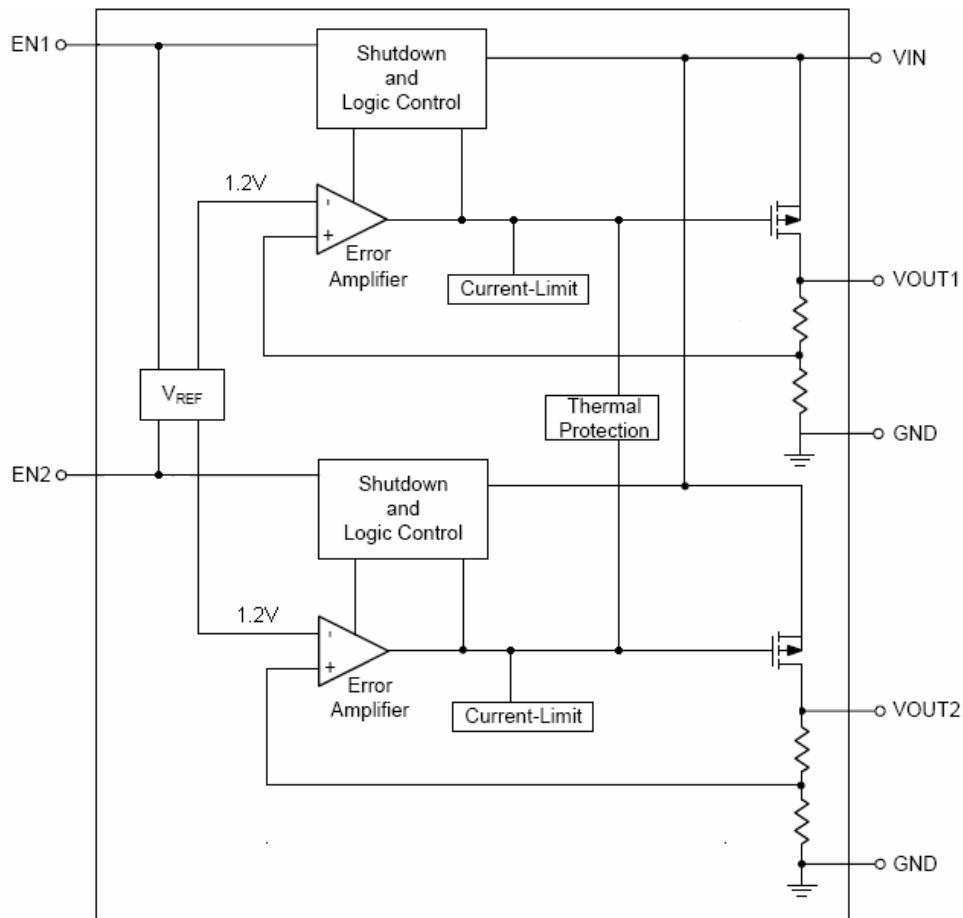 EN1
Shutdown
and
Logic Control
VIN
1.2V
-
+
Error
Amplifier
Current-Limit
VOUT1
VREF
Thermal
Protection
GND
EN2
Shutdown
and
Logic Control
1.2V
-
+
Error
Amplifier
Current-Limit
VOUT2
GND